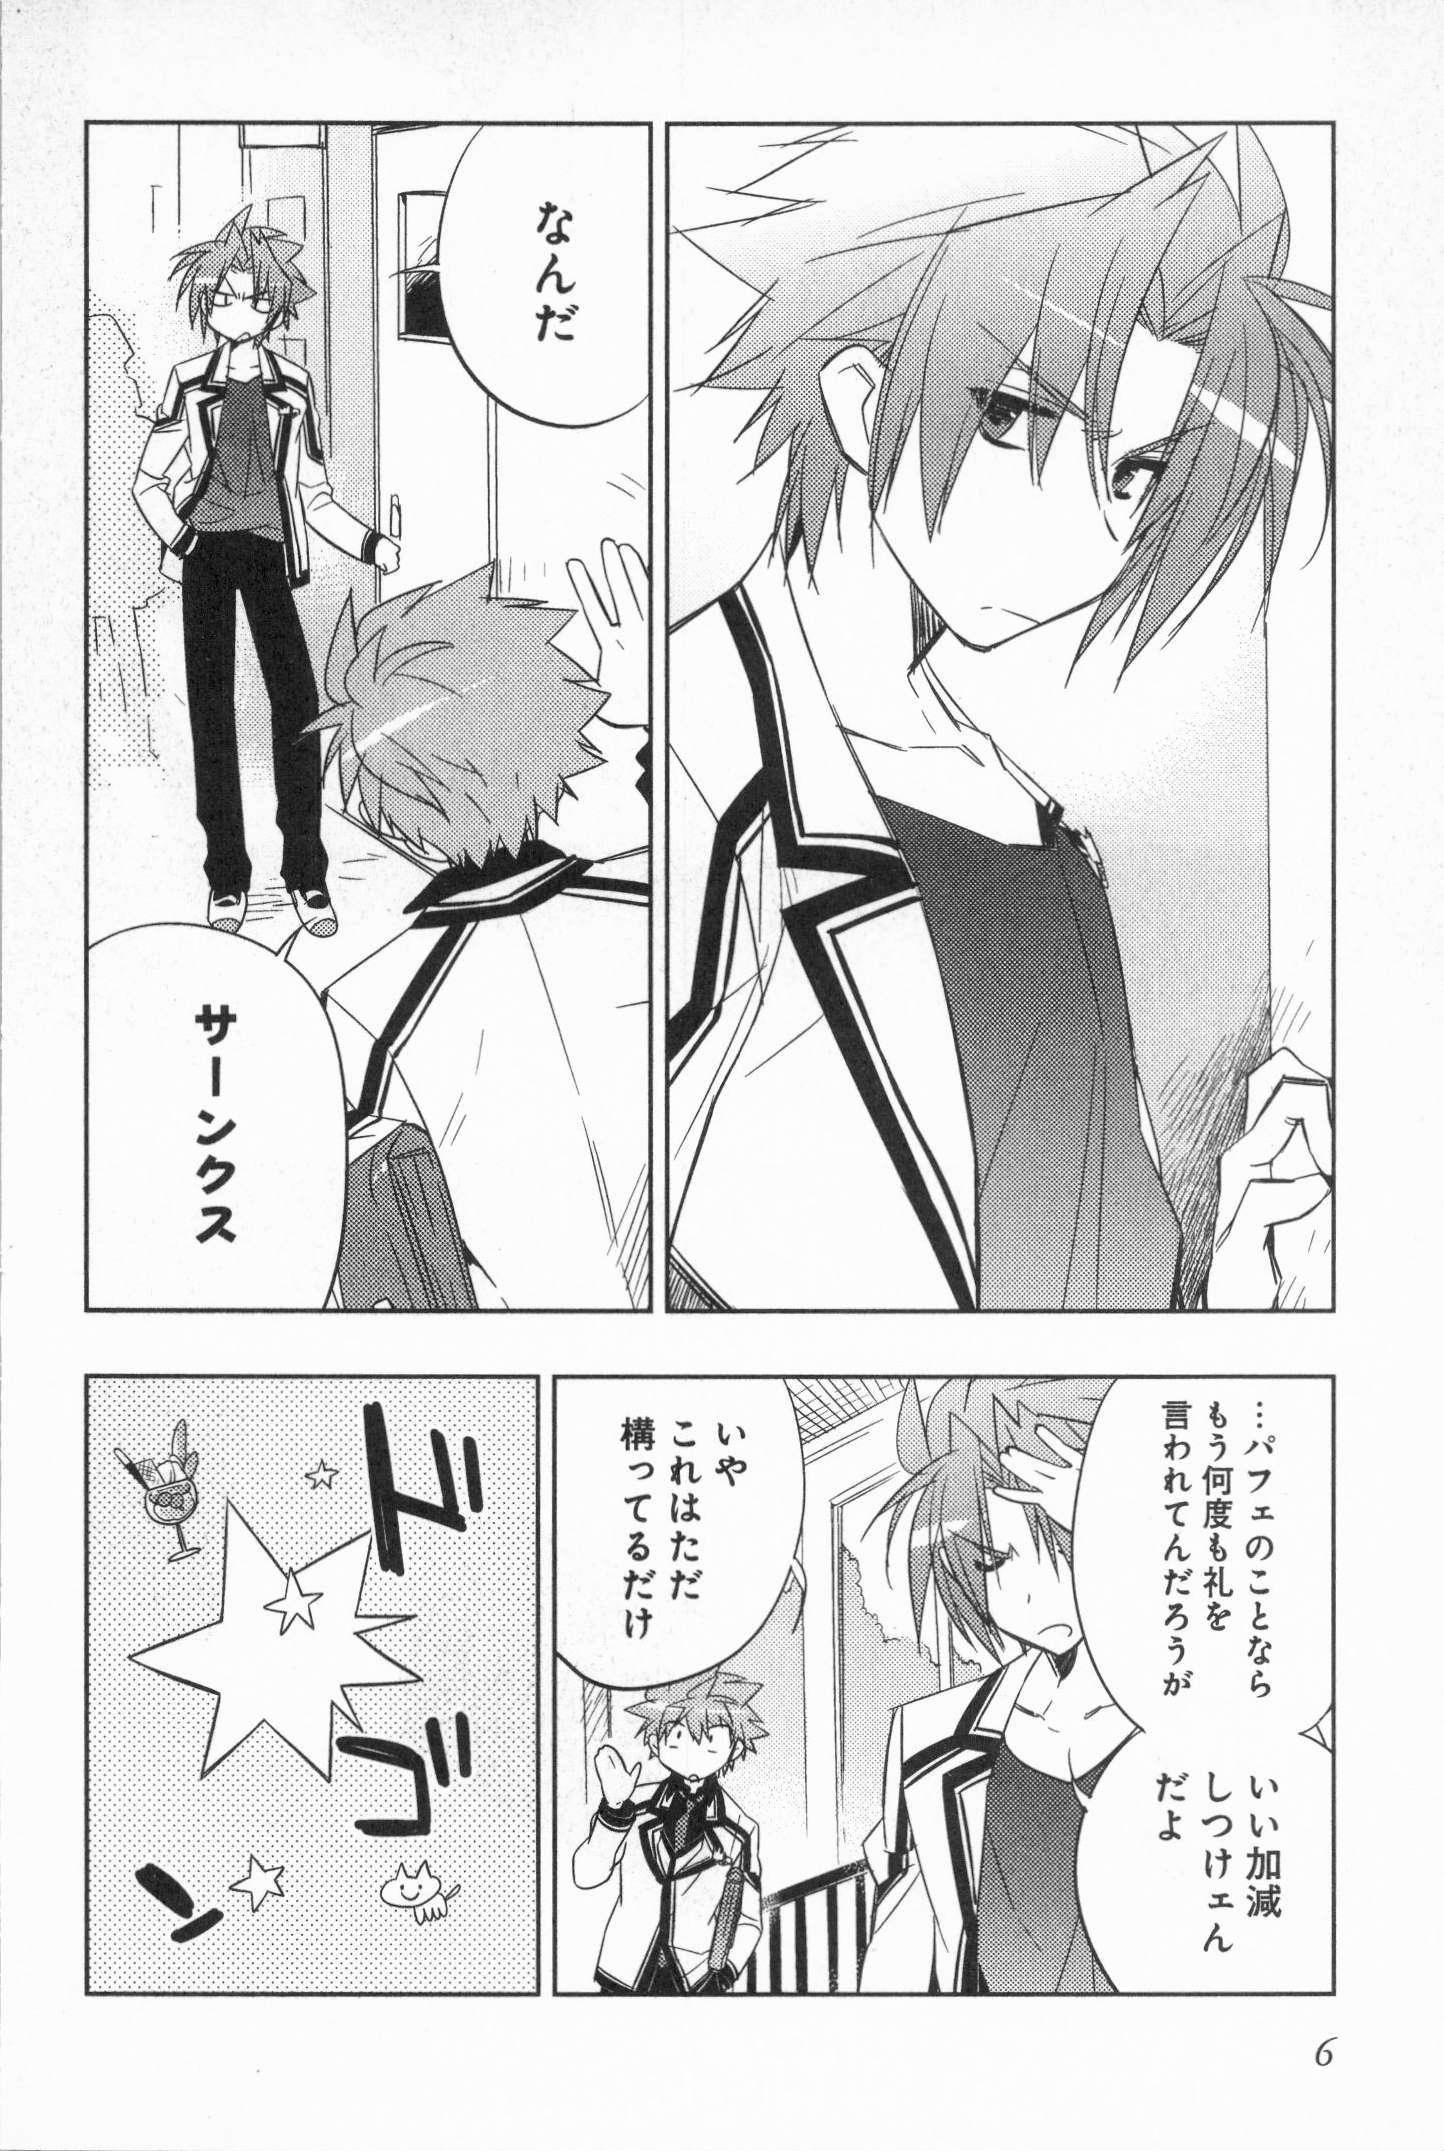 なんだ
サーンクス
…パフェのことなら
もう何度も礼を
言われてんだろうが
いい加減
しつけェん
だよ
いや
これはただ
構ってるだけ
ドゴン
6